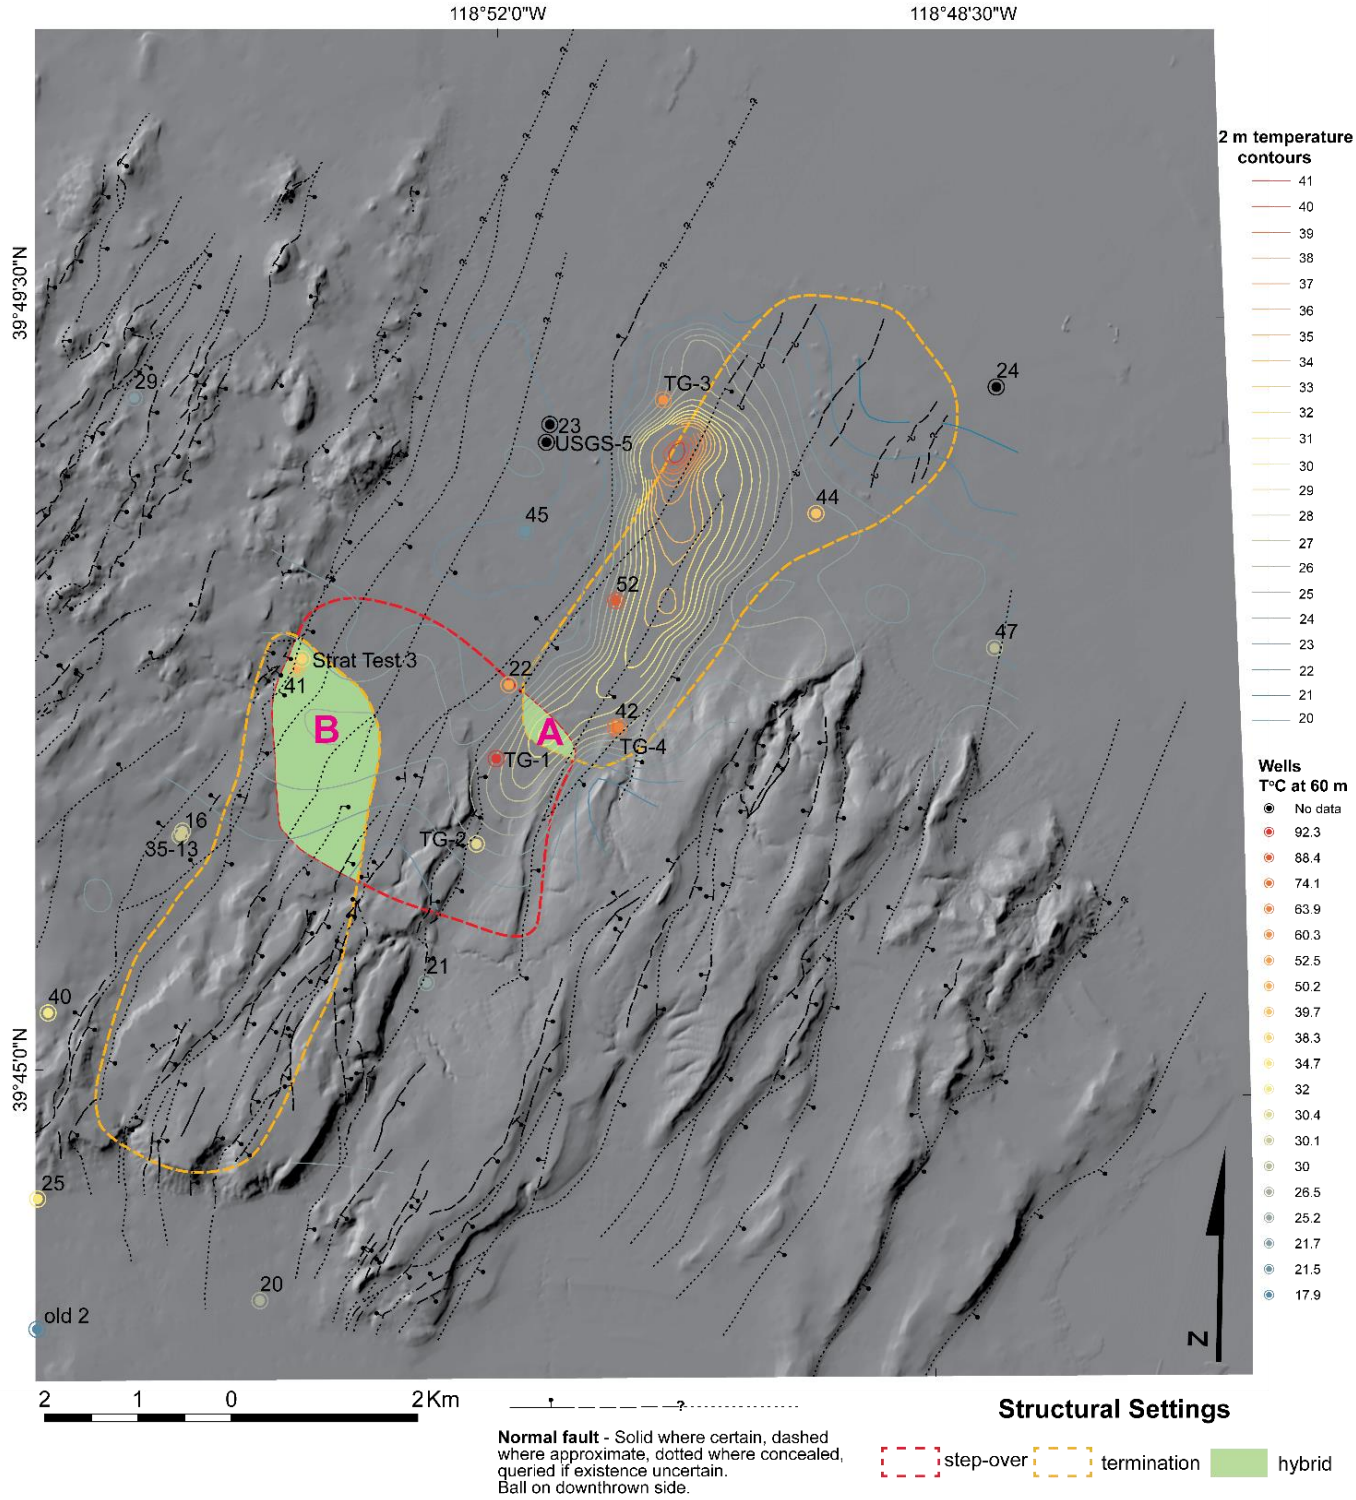 118°52'0"W
118°48'30"W
39°49'30"N
39°45'0"N
29
TG-3
24
23
USGS-5
45
44
52
47
Strat Test 3
41
22
B
A
42
TG-4
TG-1
16
35-13
TG-2
21
40
25
20
old 2
2 m temperature
contours
41
40
39
38
37
36
35
34
33
32
31
30
29
28
27
26
25
24
23
22
21
20
Wells
T°C at 60 m
No data
92.3
88.4
74.1
63.9
60.3
52.5
50.2
39.7
38.3
34.7
32
30.4
30.1
30
26.5
25.2
21.7
21.5
17.9
N
2 1 0 2 Km
?
Normal fault - Solid where certain, dashed
where approximate, dotted where concealed,
queried if existence uncertain.
Ball on downthrown side.
Structural Settings
step-over
termination
hybrid